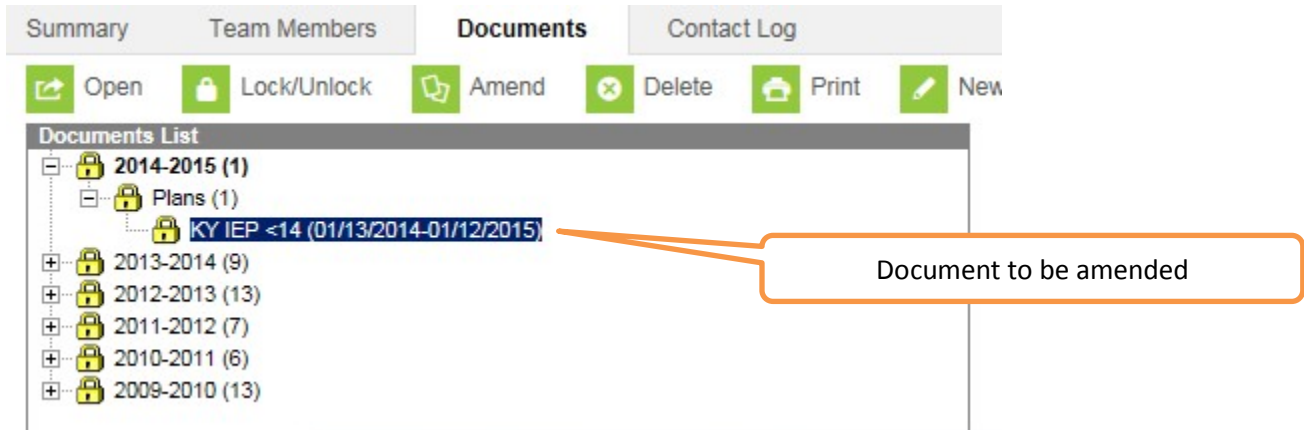 Summary Team Members Documents Contact Log
Open Lock/Unlock Amend Delete Print New
Documents List
2014-2015 (1)
Plans (1)
KY IEP <14 (01/13/2014-01/12/2015)
Document to be amended
2013-2014 (9)
2012-2013 (13)
2011-2012 (7)
2010-2011 (6)
2009-2010 (13)